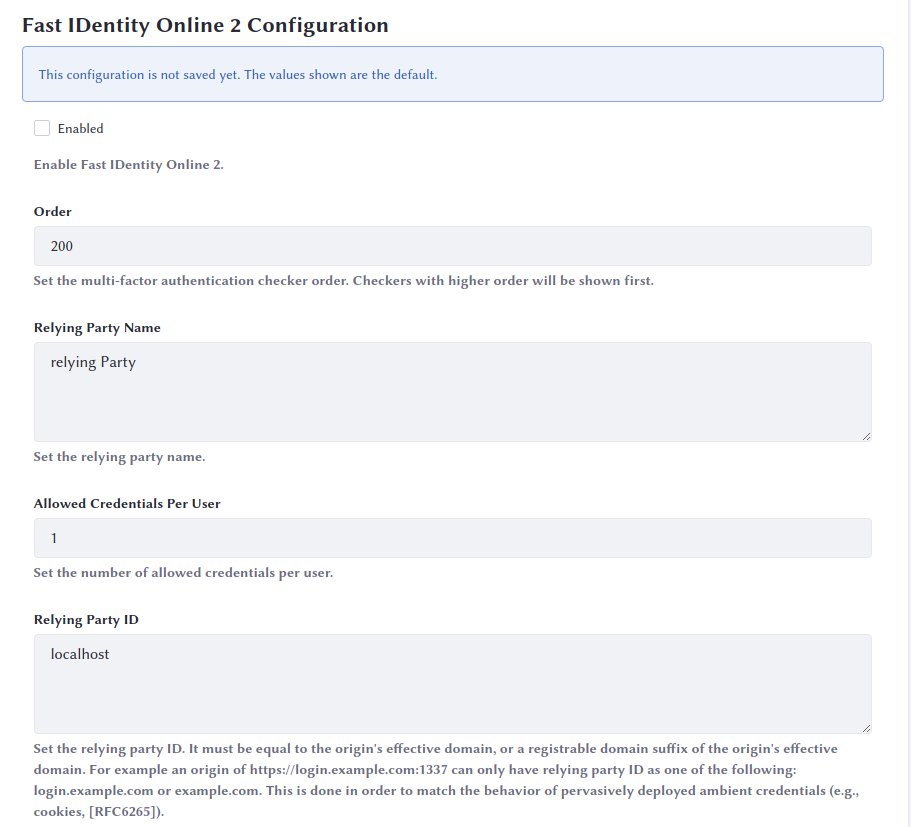 Fast IDentity Online 2 Configuration
This configuration is not saved yet. The values shown are the default.
Enabled
Enable Fast IDentity Online 2.
Order
200
Set the multi-factor authentication checker order. Checkers with higher order will be shown first.
Relying Party Name
relying Party
Set the relying party name.
Allowed Credentials Per User
1
Set the number of allowed credentials per user.
Relying Party ID
localhost
Set the relying party ID. It must be equal to the origin's effective domain, or a registrable domain suffix of the origin's effective
domain. For example an origin of https://login.example.com:1337 can only have relying party ID as one of the following:
login.example.com or example.com. This is done in order to match the behavior of pervasively deployed ambient credentials (e.g.,
cookies, [RFC6265]).